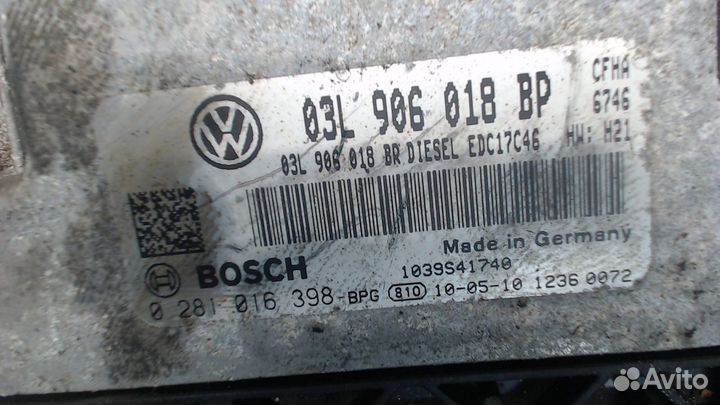 03L 906 018 BP
CFHA
6746
03L 906 018 BR DIESEL EDC17C46
HW: H21
Made in Germany
BOSCH
1039S41740
0 281 016 398-BPG 810 10-05-10 1236 0072
Avito